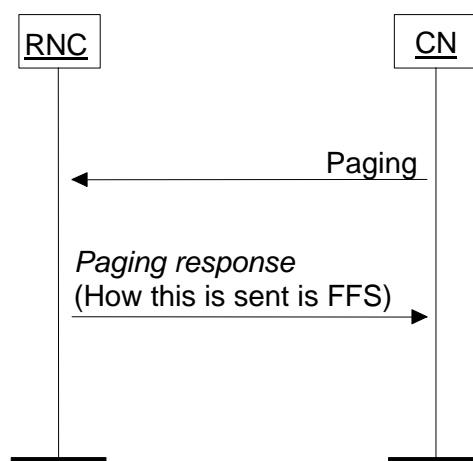 RNC
CN
Paging
Paging response
(How this is sent is FFS)